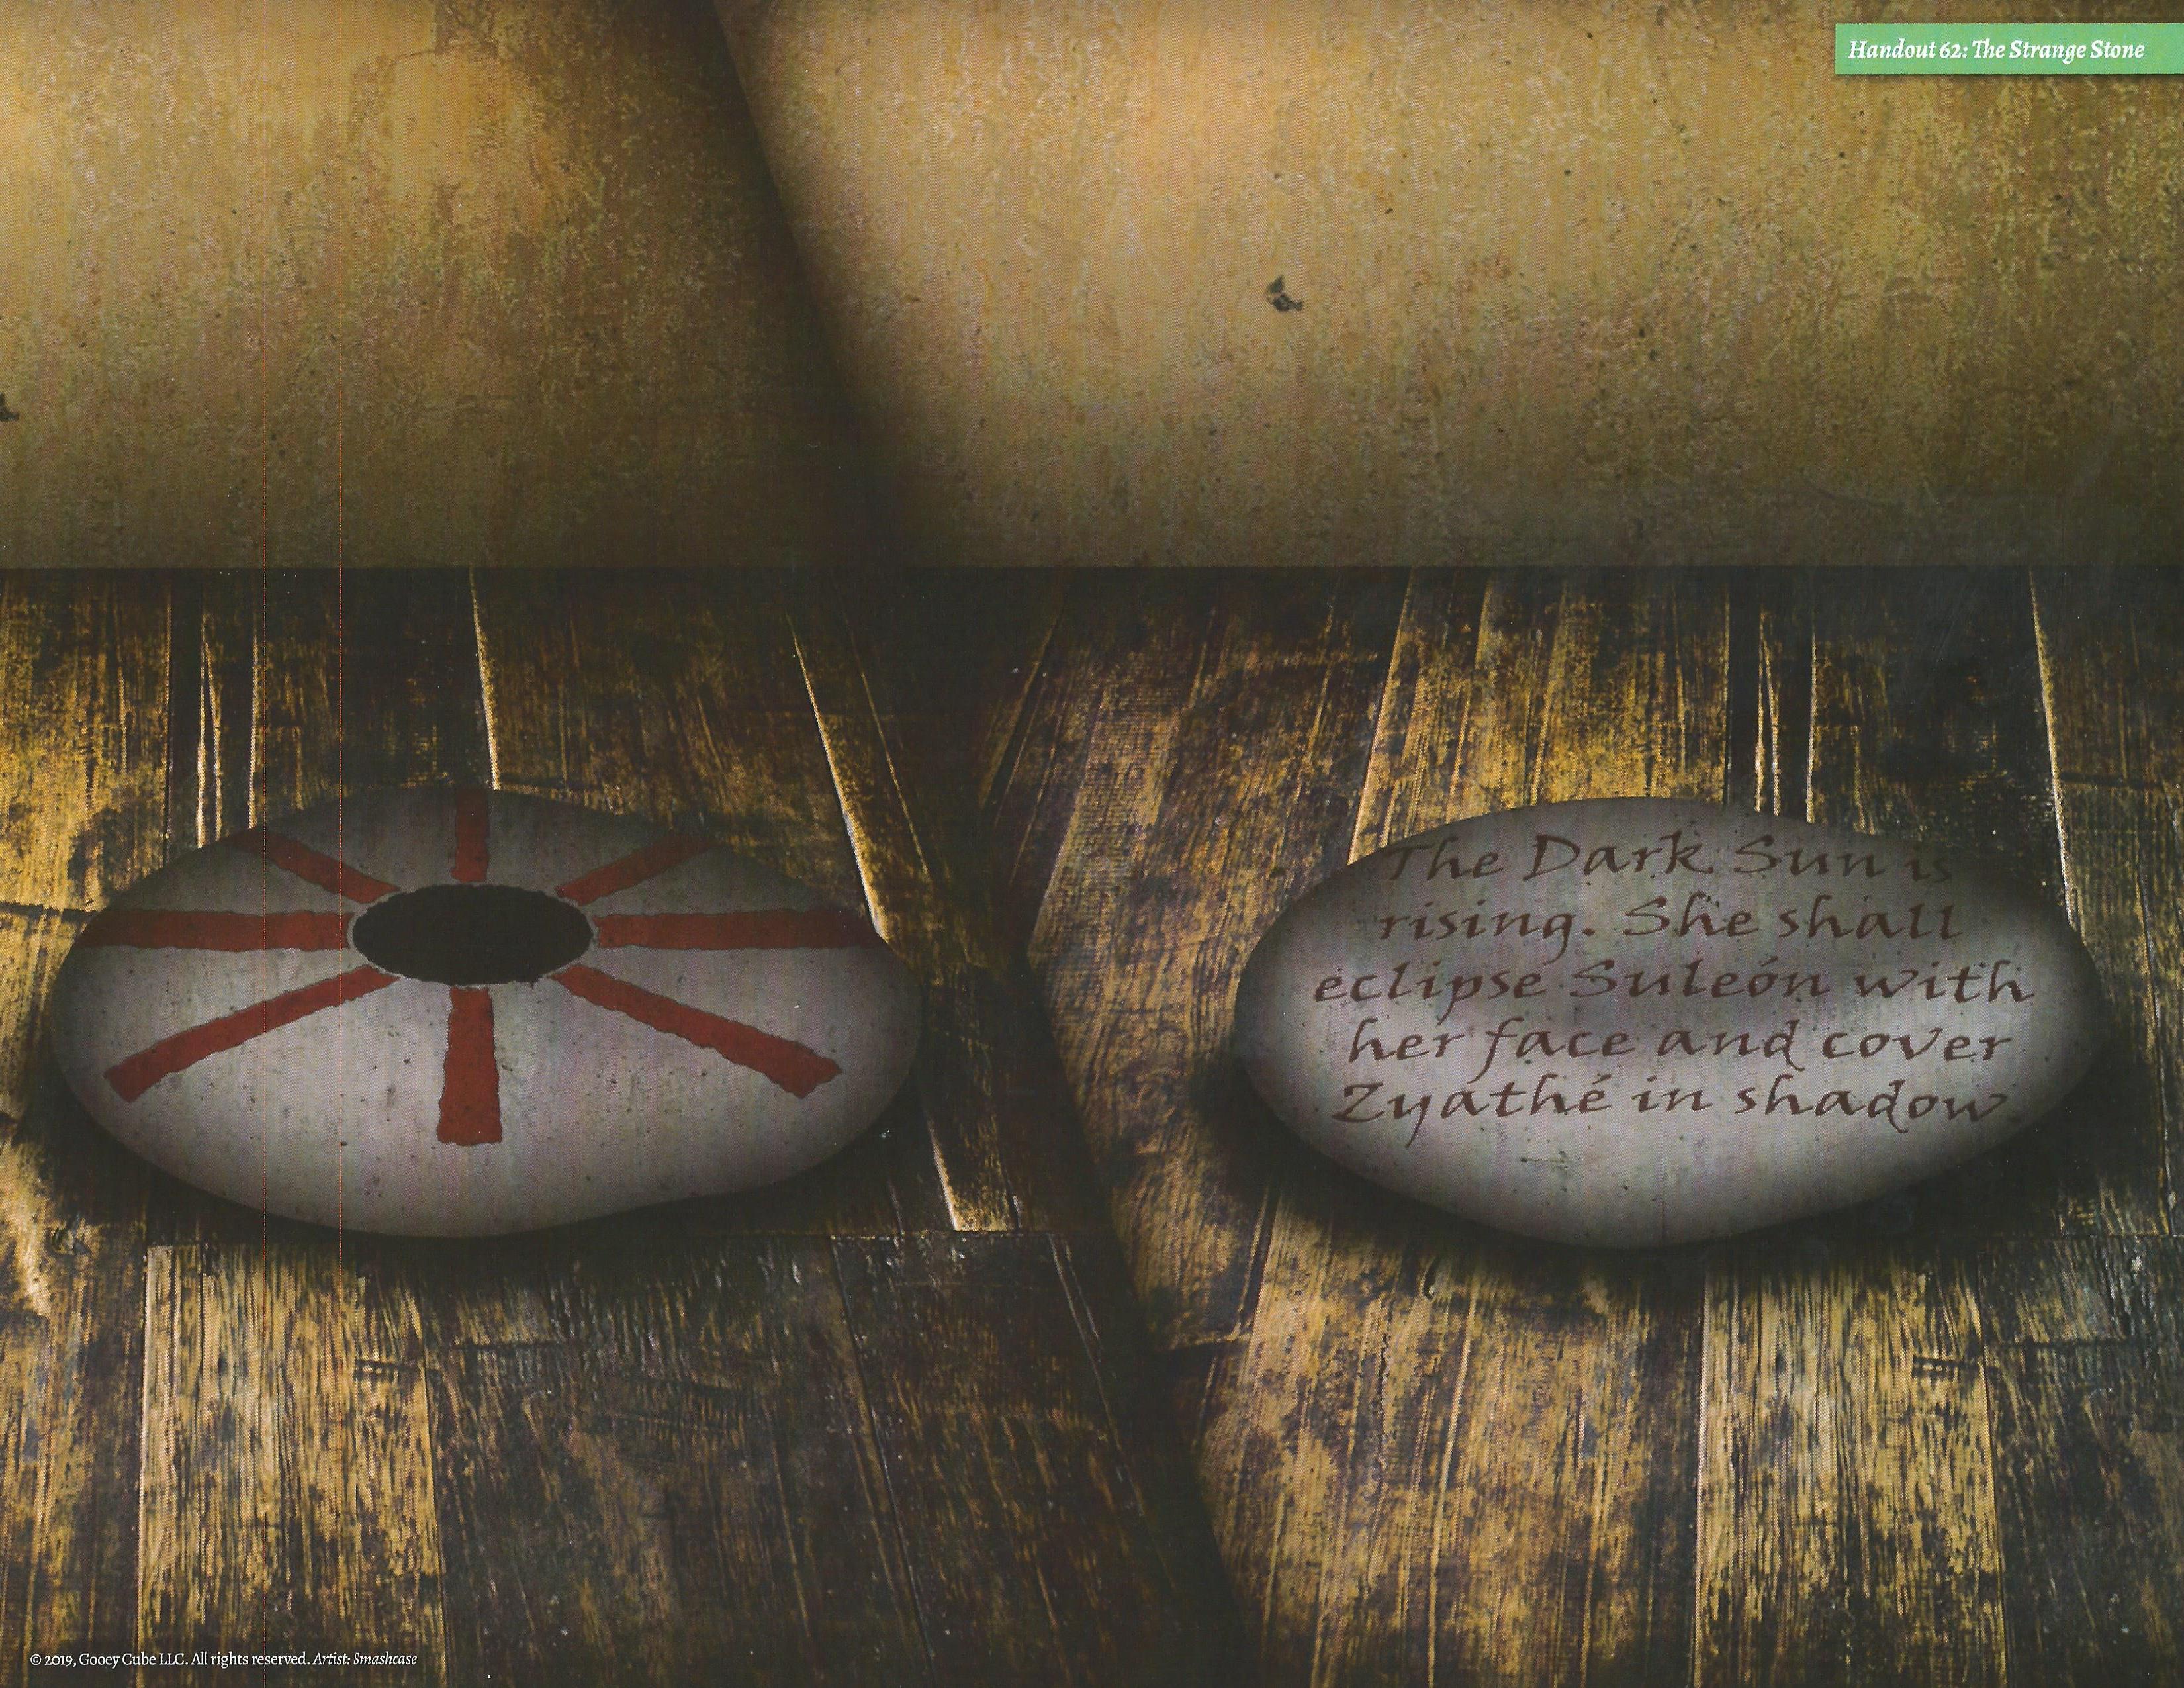 Handout 62: The Strange Stone
The Dark Sun is
rising. She shall
eclipse Suleón with
her face and cover
Zyathé in shadow
© 2019, Gooey Cube LLC. All rights reserved. Artist: Smashcase